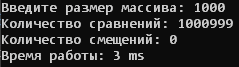 Введите размер массива: 1000
Количество сравнений: 1000999
Количество смещений: 0
Время работы: 3 ms